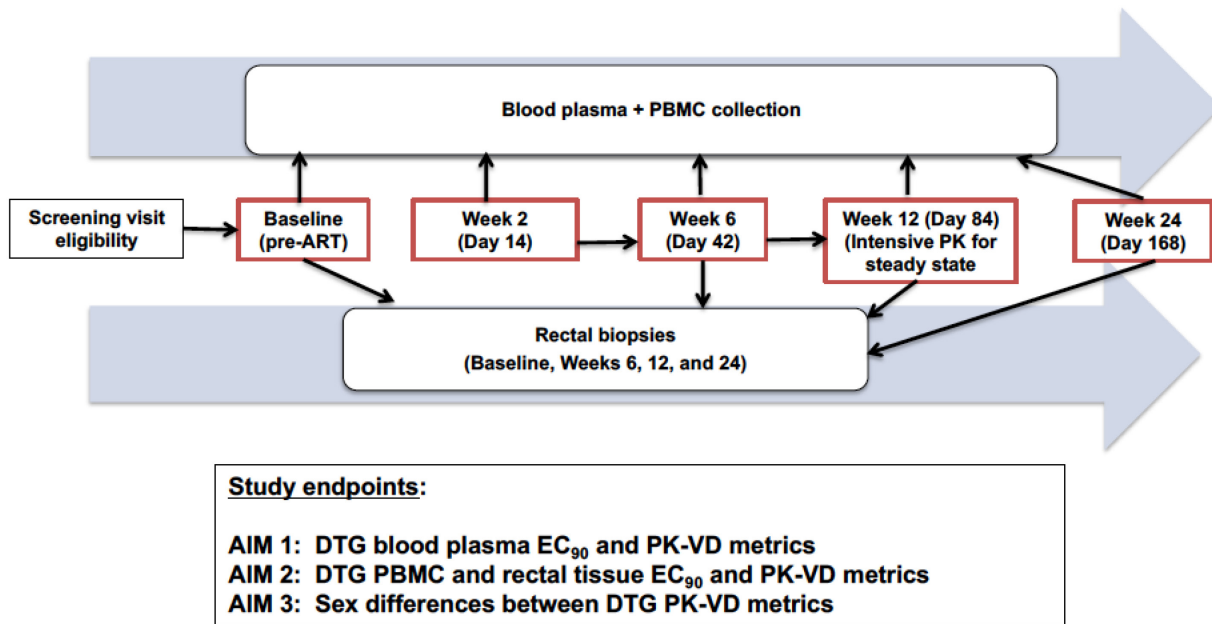 Blood plasma + PBMC collection
Screening visit
eligibility
Baseline
(pre-ART)
Week 2
(Day 14)
Week 6
(Day 42)
Week 12 (Day 84)
(Intensive PK for
steady state
Week 24
(Day 168)
Rectal biopsies
(Baseline, Weeks 6, 12, and 24)
Study endpoints:
AIM 1: DTG blood plasma EC₉₀ and PK-VD metrics
AIM 2: DTG PBMC and rectal tissue EC₉₀ and PK-VD metrics
AIM 3: Sex differences between DTG PK-VD metrics